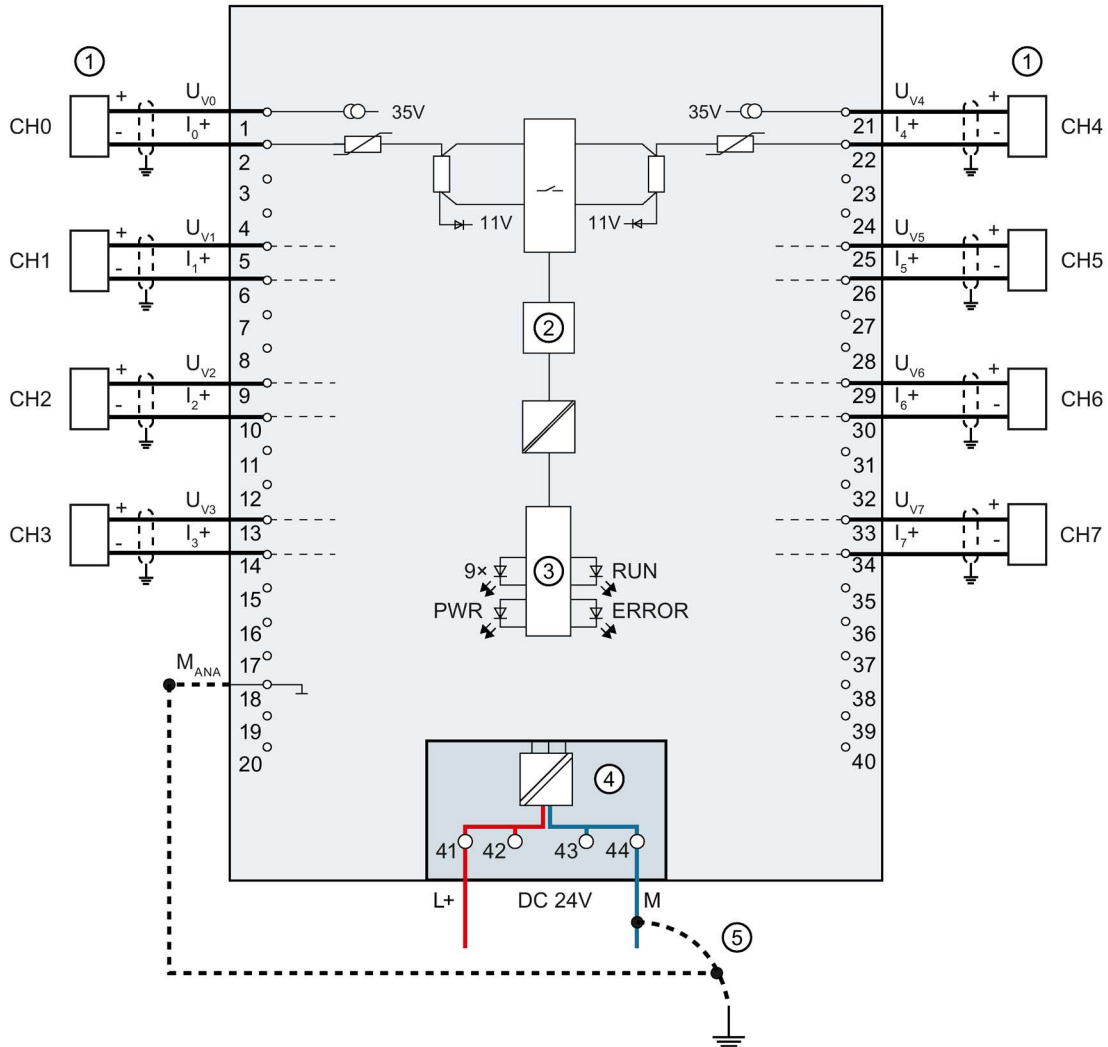 ① ①
CH0 + U_V0 35V 35V U_V4 + CH4
- I_0+ 1 21 I_4+ -
2 22
3 23
11V 11V
CH1 + U_V1 4 24 U_V5 + CH5
- I_1+ 5 25 I_5+ -
6 26
7 ② 27
CH2 + U_V2 8 28 U_V6 + CH6
- I_2+ 9 29 I_6+ -
10 30
11 31
CH3 + U_V3 12 32 U_V7 + CH7
- I_3+ 13 33 I_7+ -
14 34
9× ③ RUN
15 35
PWR ERROR
16 36
M_ANA 17 37
18 38
19 39
20 40
④
41 42 43 44
L+ DC 24V M
⑤